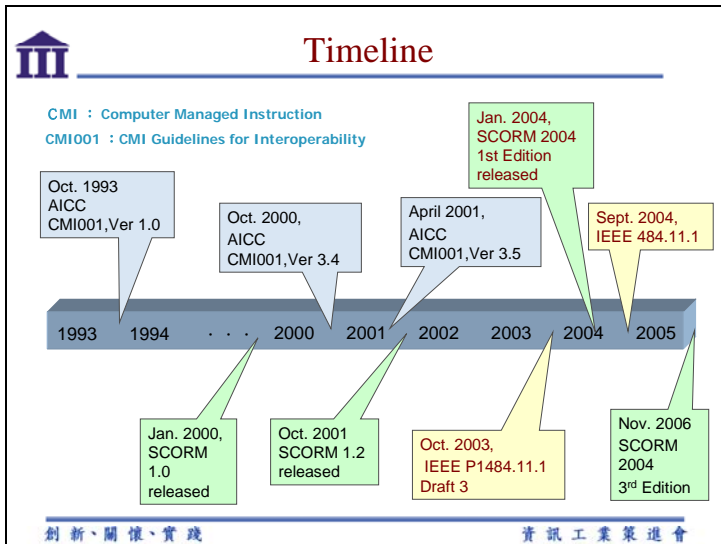 Timeline
CMI : Computer Managed Instruction
CMI001 : CMI Guidelines for Interoperability
Oct. 1993
AICC
CMI001,Ver 1.0
Oct. 2000,
AICC
CMI001,Ver 3.4
April 2001,
AICC
CMI001,Ver 3.5
Jan. 2004,
SCORM 2004
1st Edition
released
Sept. 2004,
IEEE 484.11.1
1993 1994 . . . 2000 2001 2002 2003 2004 2005
Jan. 2000,
SCORM
1.0
released
Oct. 2001
SCORM 1.2
released
Oct. 2003,
IEEE P1484.11.1
Draft 3
Nov. 2006
SCORM
2004
3rd Edition
創新、關懷、實踐
資訊工業策進會